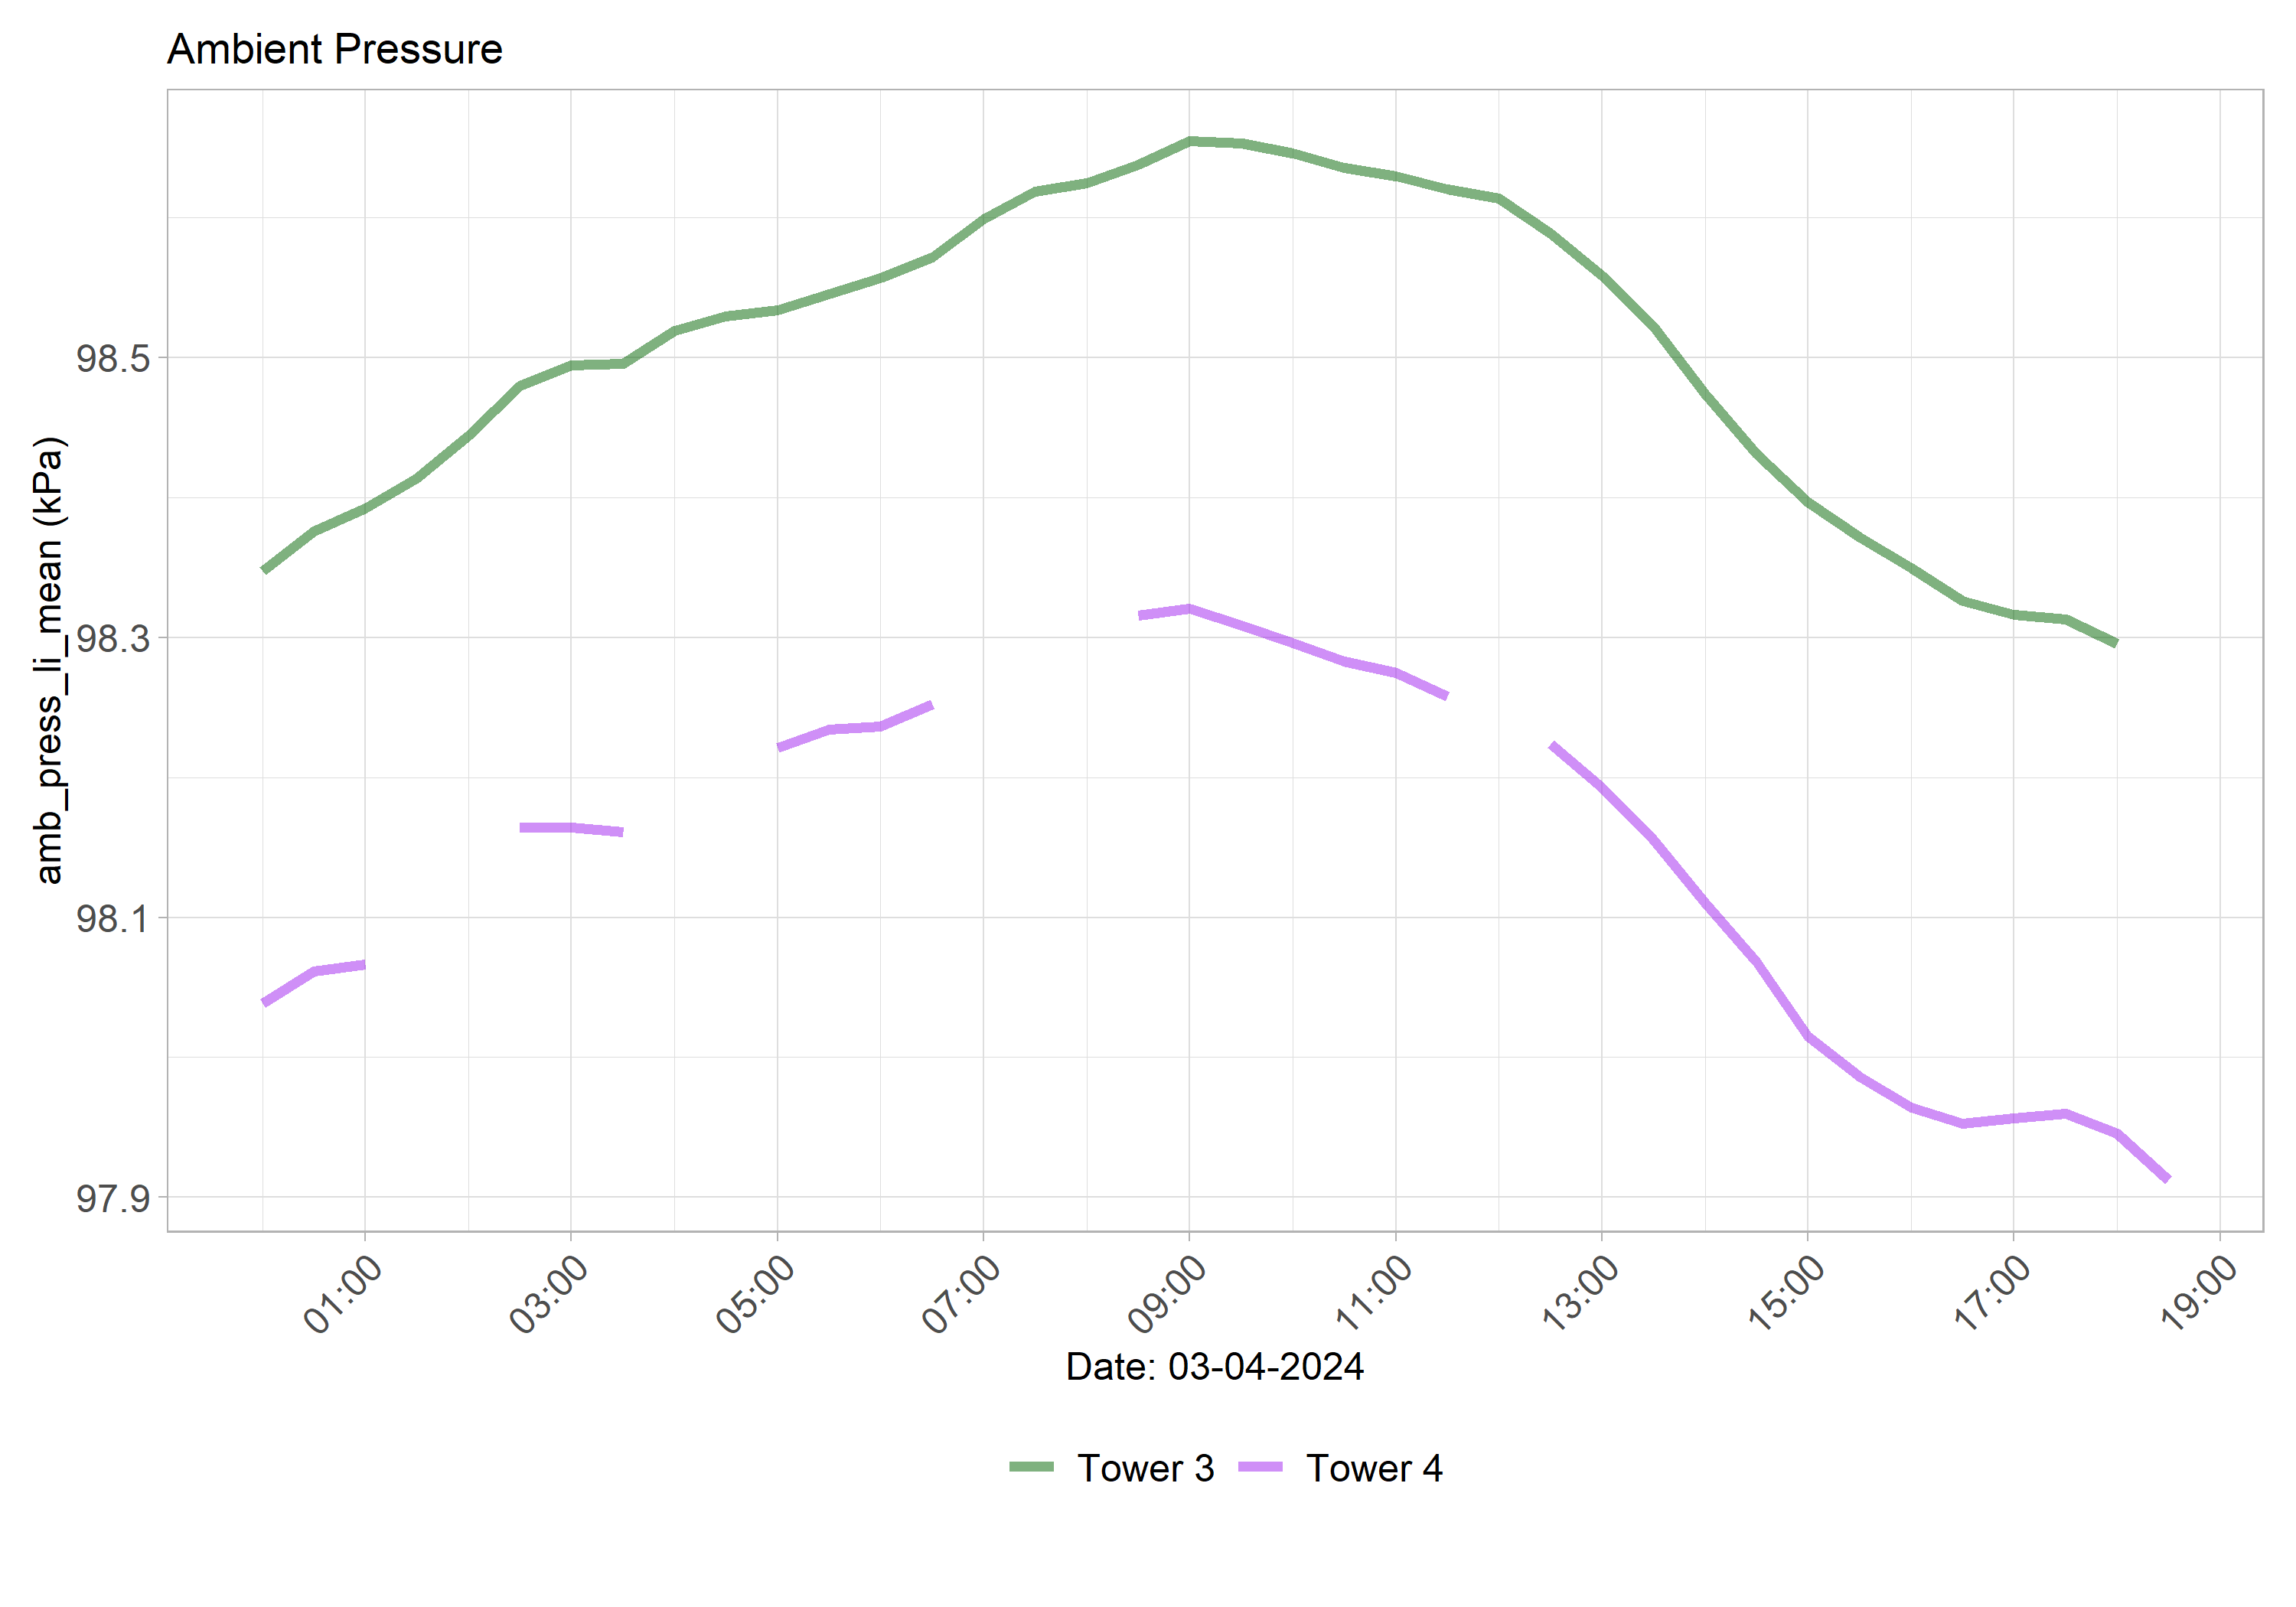 Ambient Pressure
amb_press_li_mean (kPa)
98.5
98.3
98.1
97.9
01:00
03:00
05:00
07:00
09:00
11:00
13:00
15:00
17:00
19:00
Date: 03-04-2024
Tower 3
Tower 4